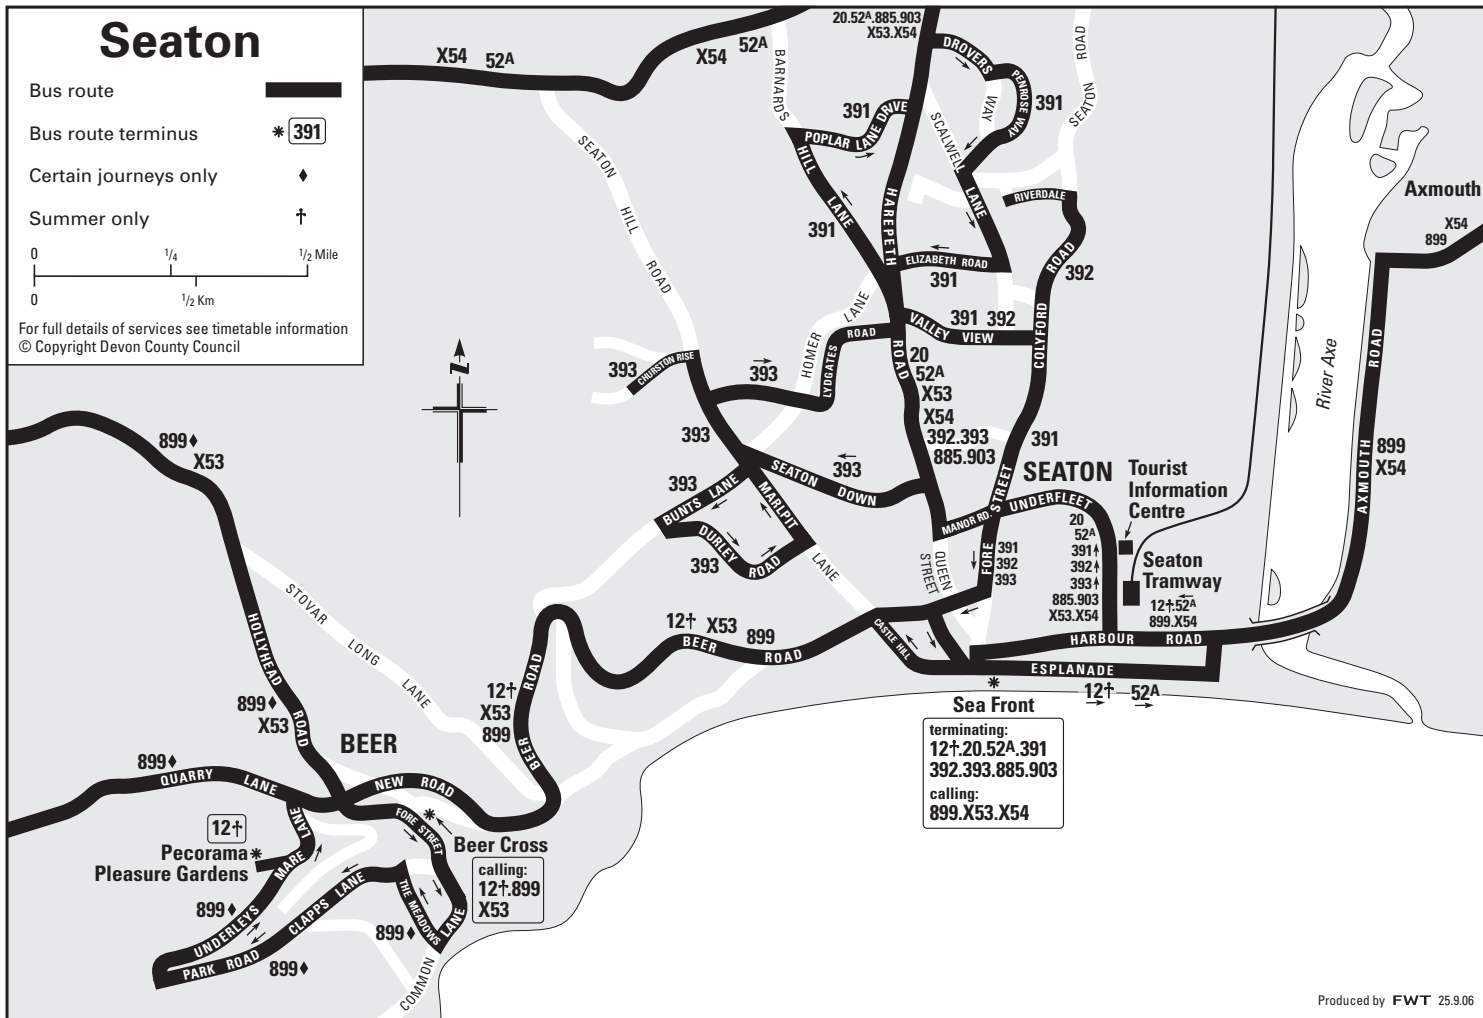 Seaton
Bus route
Bus route terminus * 391
Certain journeys only ♦
Summer only †
0 1/4 1/2 Mile
0 1/2 Km
For full details of services see timetable information
© Copyright Devon County Council
X54 52A
X54 52A
20.52A.885.903
X53.X54
BARNARDS
HILL LANE
391
POPLAR LANE DRIVE
391
DROVERS
WAY
PENROSE WAY
391
SEATON ROAD
SCALWELL LANE
RIVERDALE
HAREPETH ROAD
ELIZABETH ROAD
391
COLYFORD ROAD
392
VALLEY VIEW
391 392
SEATON HILL ROAD
HOMER LANE
LYDGATES ROAD
CHURSTON RISE
393
393
393
20
52A
X53
X54
392.393
885.903
391
SEATON DOWN
393
BUNTS LANE
393
MARLPIT LANE
DURLEY ROAD
393
SEATON
MANOR RD.
UNDERFLEET
FORE STREET
391
392
393
QUEEN STREET
20
52A
391
392
393
885.903
X53.X54
Tourist
Information
Centre
Seaton
Tramway
12†.52A
899.X54
HARBOUR ROAD
ESPLANADE
12† 52A
River Axe
Axmouth
X54
899
AXMOUTH ROAD
899
X54
CASTLE HILL
12† X53 899
BEER ROAD
Sea Front
terminating:
12†.20.52A.391
392.393.885.903
calling:
899.X53.X54
899♦
X53
HOLLYHEAD ROAD
899♦
X53
STOVAR LONG LANE
12†
X53
899
BEER ROAD
BEER
899♦
QUARRY LANE
NEW ROAD
FORE STREET
Beer Cross
calling:
12†.899
X53
12†
Pecorama
Pleasure Gardens
MARE LANE
UNDERLEYS
899♦
PARK ROAD
CLAPPS LANE
899♦
THE MEADOWS
899♦
COMMON LANE
Produced by FWT 25.9.06